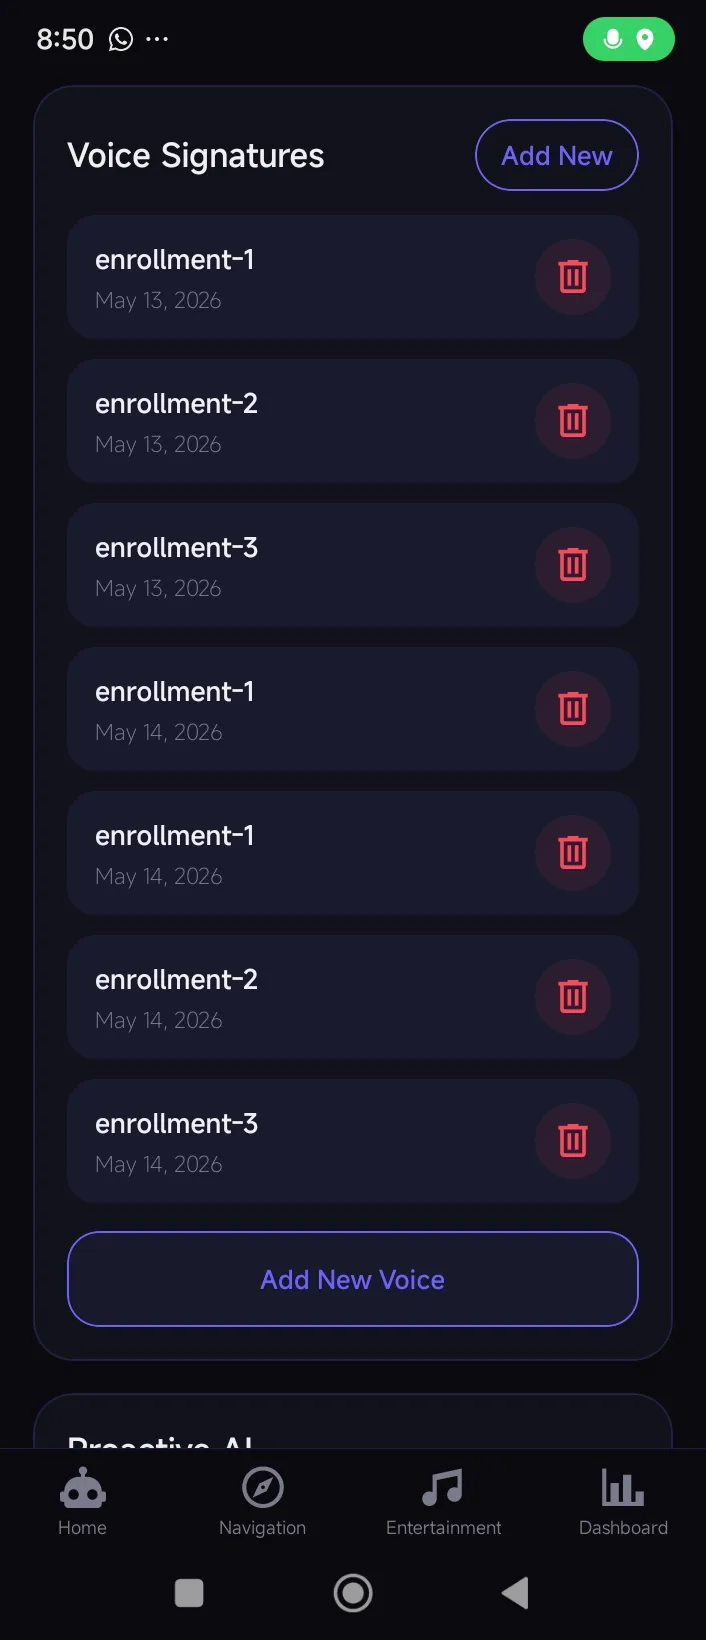 8:50
Voice Signatures
Add New
enrollment-1
May 13, 2026
enrollment-2
May 13, 2026
enrollment-3
May 13, 2026
enrollment-1
May 14, 2026
enrollment-1
May 14, 2026
enrollment-2
May 14, 2026
enrollment-3
May 14, 2026
Add New Voice
Proactive AI
Home
Navigation
Entertainment
Dashboard